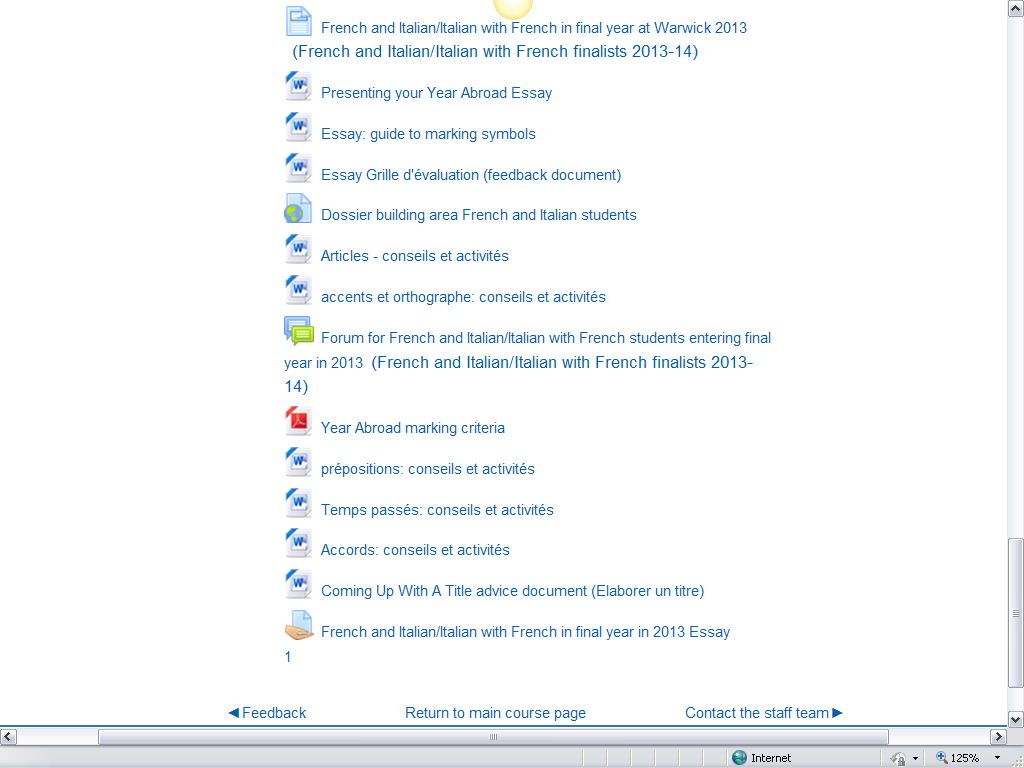 French and Italian/Italian with French in final year at Warwick 2013
(French and Italian/Italian with French finalists 2013-14)
Presenting your Year Abroad Essay
Essay: guide to marking symbols
Essay Grille d'évaluation (feedback document)
Dossier building area French and Italian students
Articles - conseils et activités
accents et orthographe: conseils et activités
Forum for French and Italian/Italian with French students entering final
year in 2013 (French and Italian/Italian with French finalists 2013-
14)
Year Abroad marking criteria
prépositions: conseils et activités
Temps passés: conseils et activités
Accords: conseils et activités
Coming Up With A Title advice document (Elaborer un titre)
French and Italian/Italian with French in final year in 2013 Essay
1
◄ Feedback Return to main course page Contact the staff team ►
Internet 125%